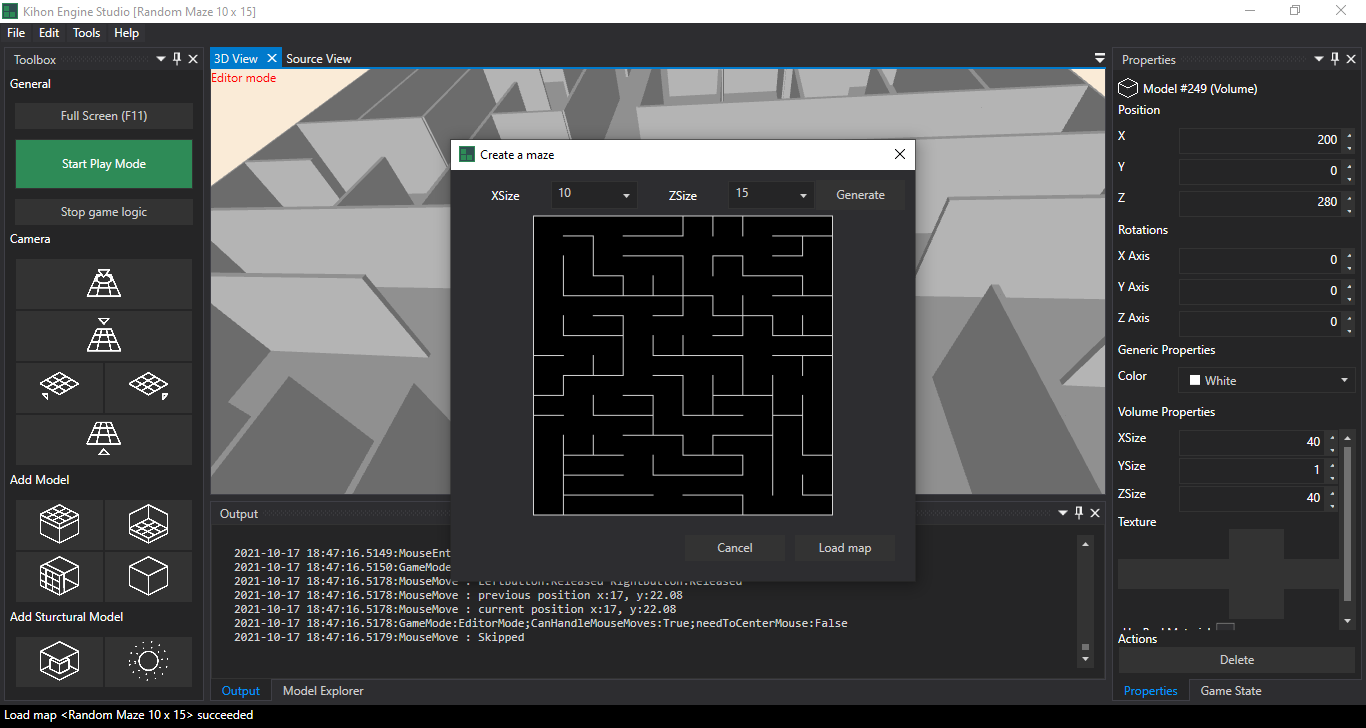 Kihon Engine Studio [Random Maze 10 x 15]
File Edit Tools Help
Toolbox
General
Full Screen (F11)
Start Play Mode
Stop game logic
Camera
Add Model
Add Sturctural Model
3D View Source View
Editor mode
Create a maze
XSize 10 ZSize 15 Generate
Cancel Load map
Output
2021-10-17 18:47:16.5149:MouseEnt
2021-10-17 18:47:16.5150:GameMode
2021-10-17 18:47:16.5178:MouseMove : LeftButton:Released RightButton:Released
2021-10-17 18:47:16.5178:MouseMove : previous position x:17, y:22.08
2021-10-17 18:47:16.5178:MouseMove : current position x:17, y:22.08
2021-10-17 18:47:16.5178:GameMode:EditorMode;CanHandleMouseMoves:True;needToCenterMouse:False
2021-10-17 18:47:16.5179:MouseMove : Skipped
Output Model Explorer
Properties
Model #249 (Volume)
Position
X 200
Y 0
Z 280
Rotations
X Axis 0
Y Axis 0
Z Axis 0
Generic Properties
Color White
Volume Properties
XSize 40
YSize 1
ZSize 40
Texture
Actions
Delete
Properties Game State
Load map <Random Maze 10 x 15> succeeded